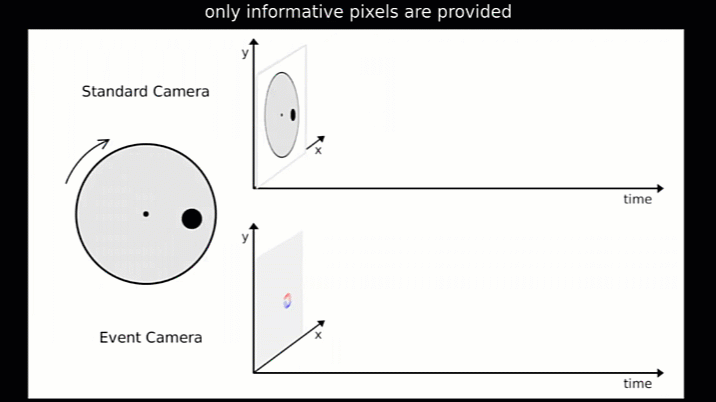 only informative pixels are provided
Standard Camera
y
x
time
y
Event Camera
x
time